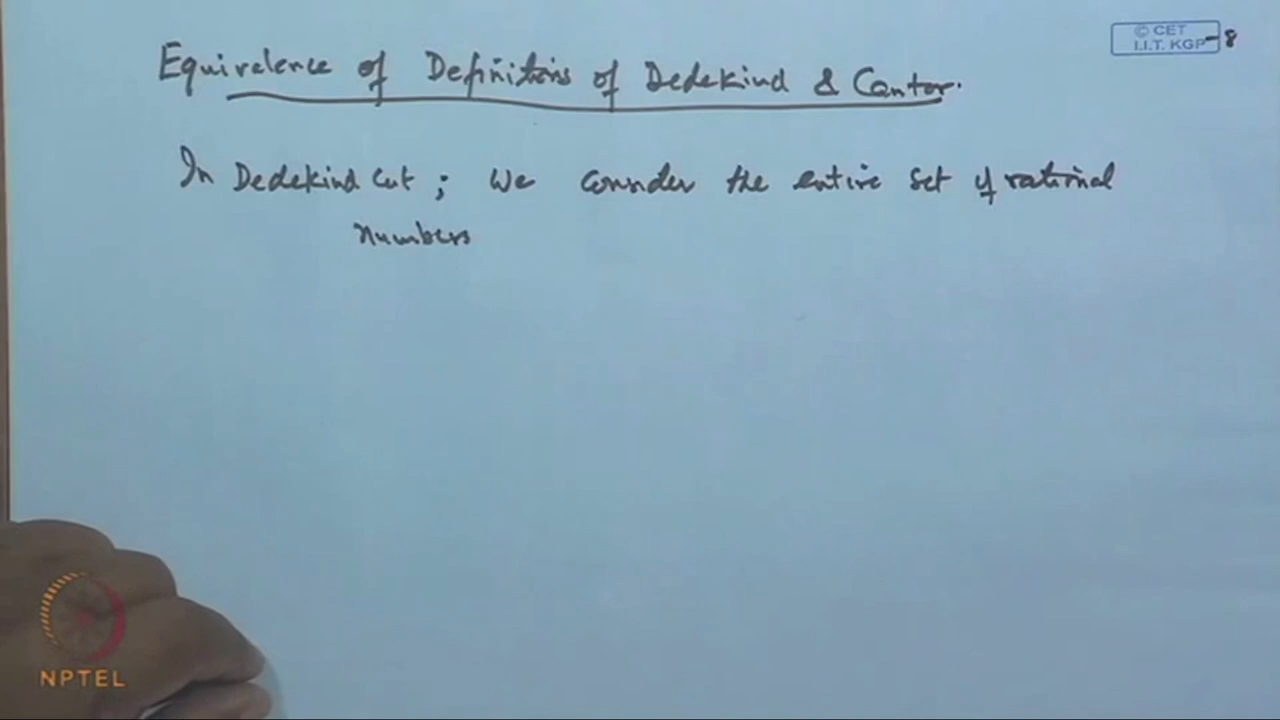 © CET
I.I.T. KGP -8
Equivalence of Definitions of Dedekind & Cantor.
In Dedekind Cut ; We Consider the entire set of rational
numbers
NPTEL